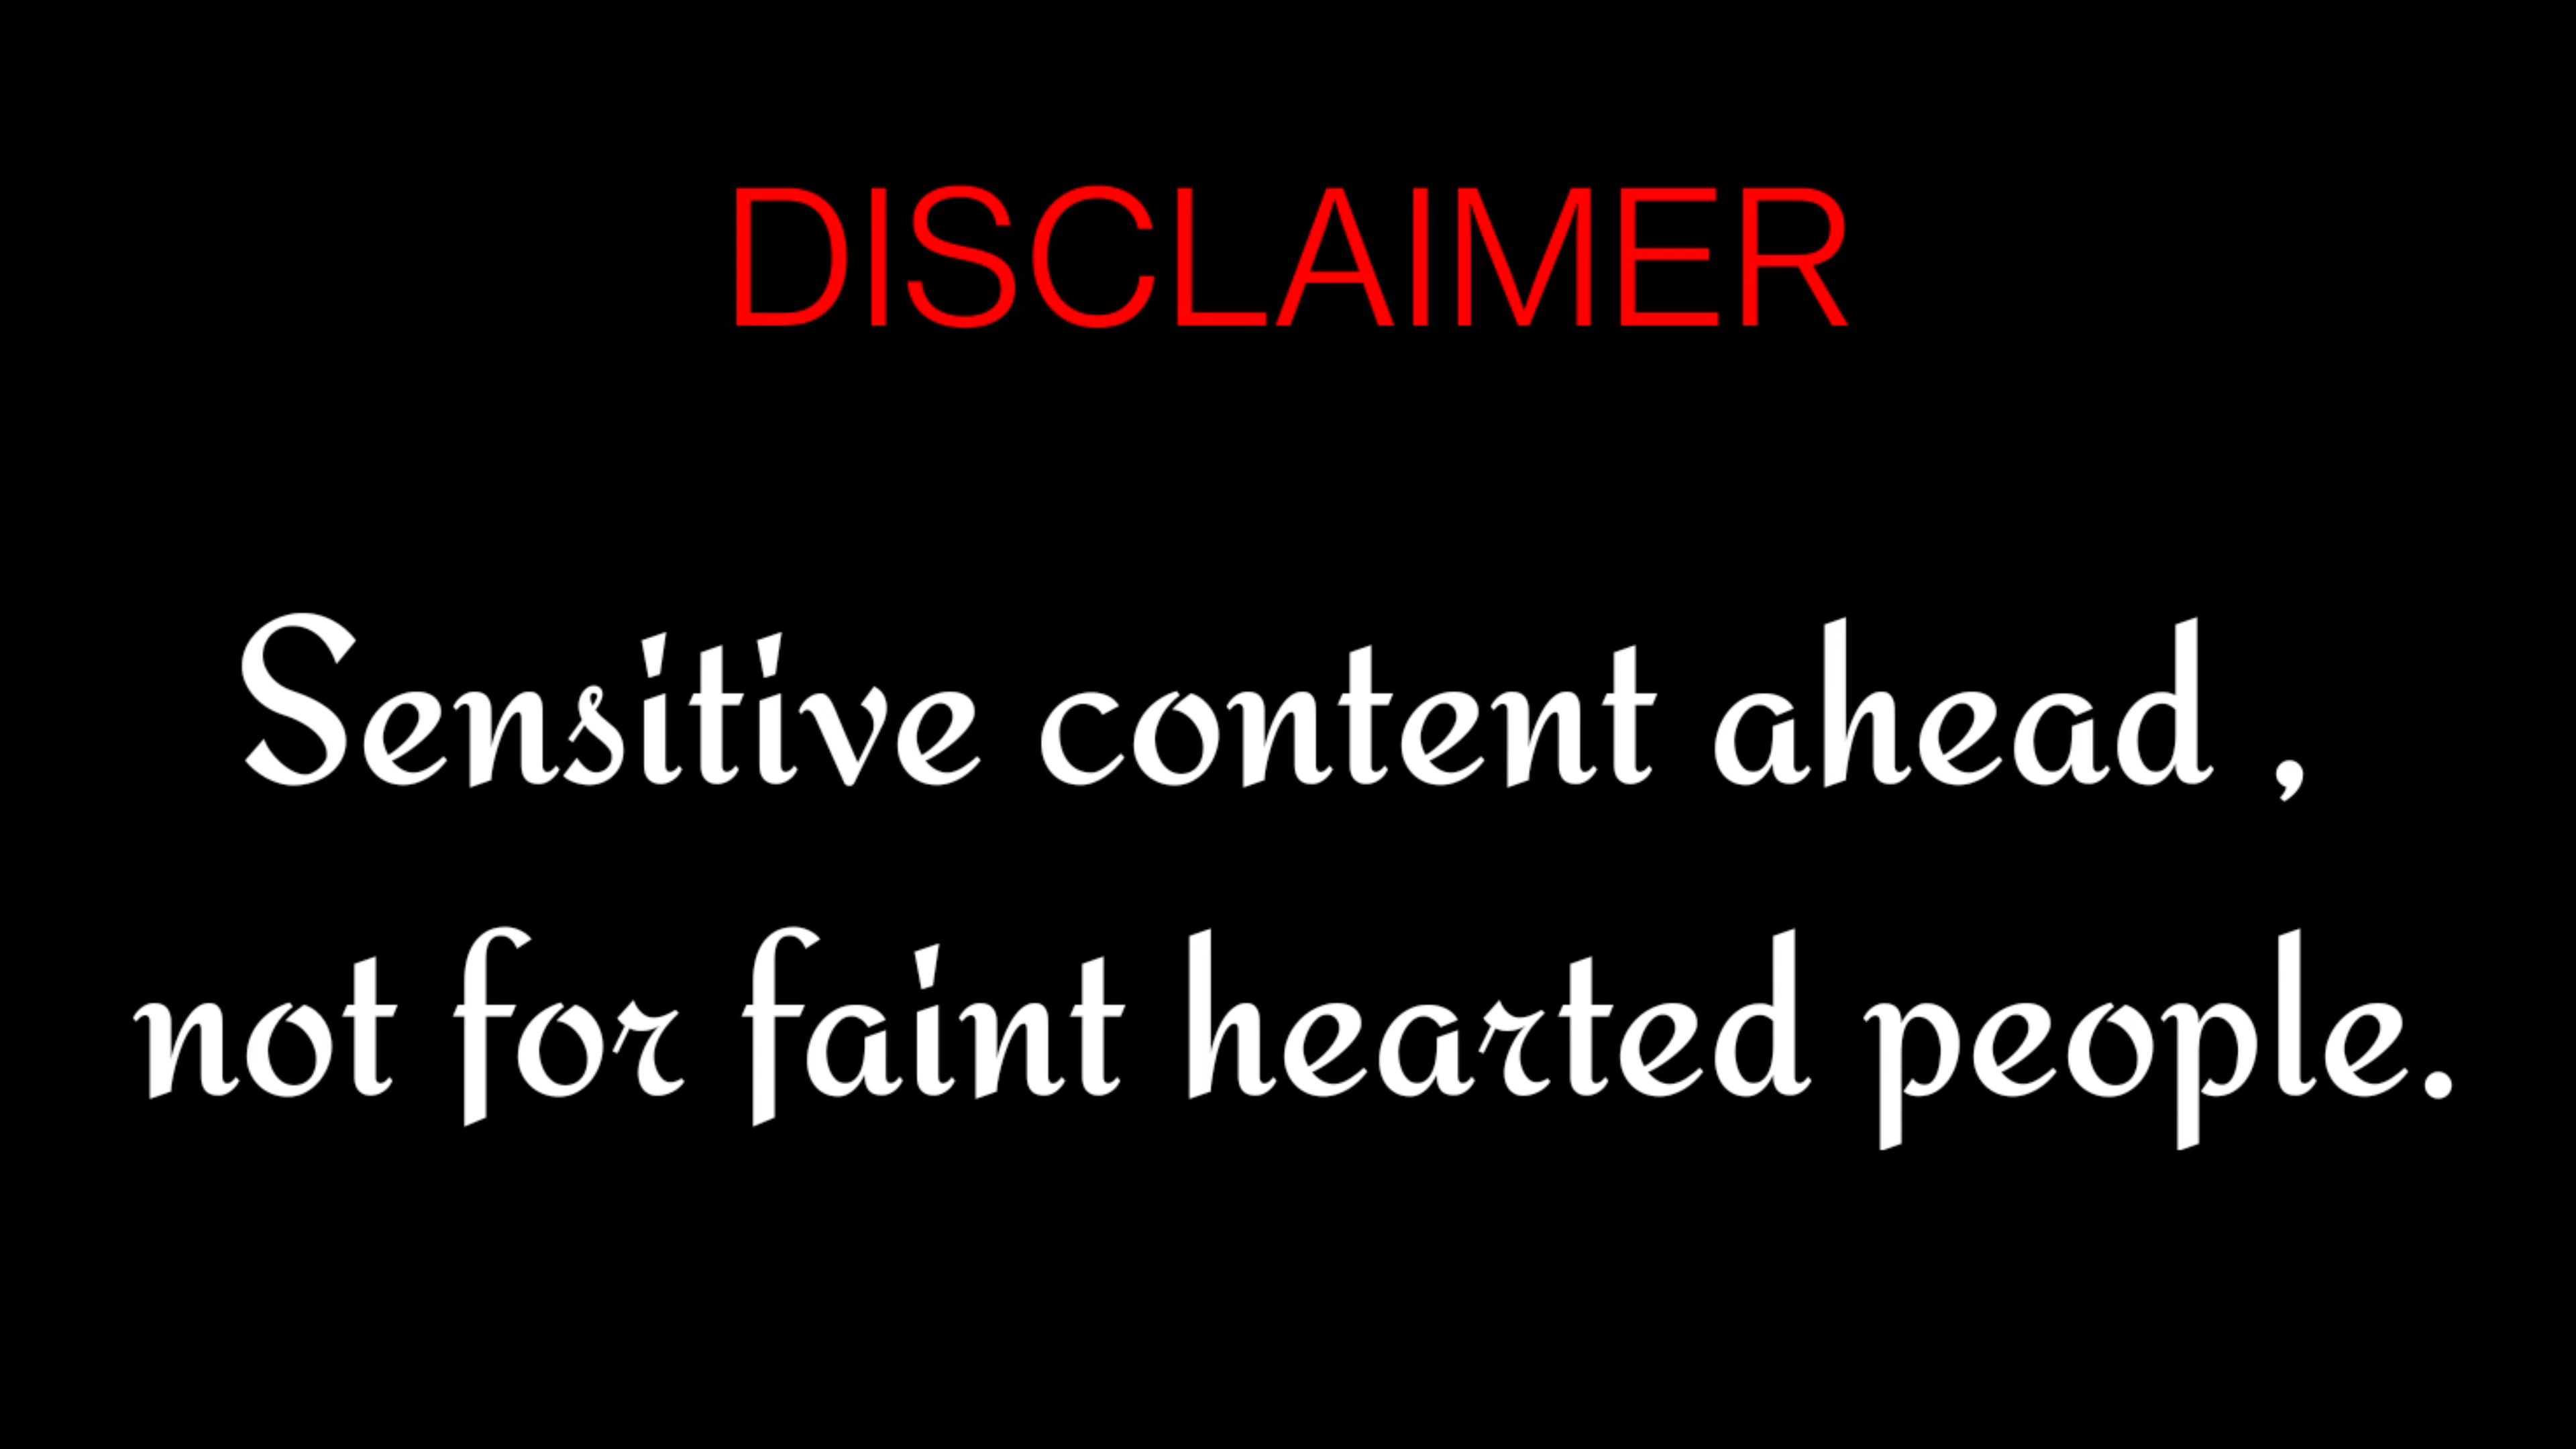 DISCLAIMER
Sensitive content ahead ,
not for faint hearted people.